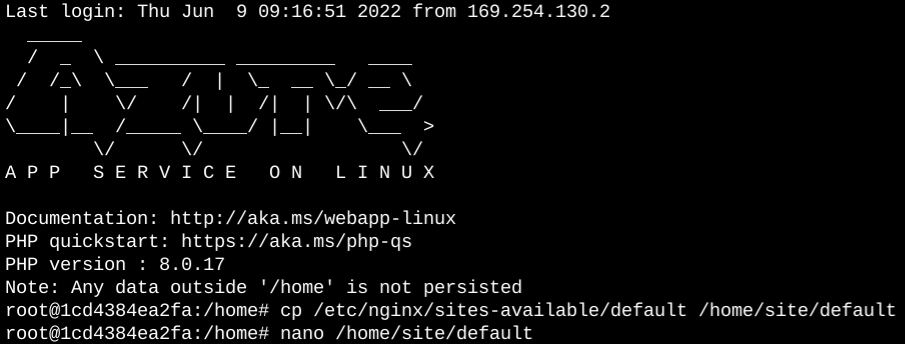 Last login: Thu Jun  9 09:16:51 2022 from 169.254.130.2
  _____
  /  _  \ __________ _________   ____
 /  /_\  \___   /  |  \_  __ \_/ __ \
/    |    \/    /|  |  /|  | \/\  ___/
\____|__  /_____ \____/ |__|    \___  >
        \/      \/                  \/
A P P   S E R V I C E   O N   L I N U X

Documentation: http://aka.ms/webapp-linux
PHP quickstart: https://aka.ms/php-qs
PHP version : 8.0.17
Note: Any data outside '/home' is not persisted
root@1cd4384ea2fa:/home# cp /etc/nginx/sites-available/default /home/site/default
root@1cd4384ea2fa:/home# nano /home/site/default